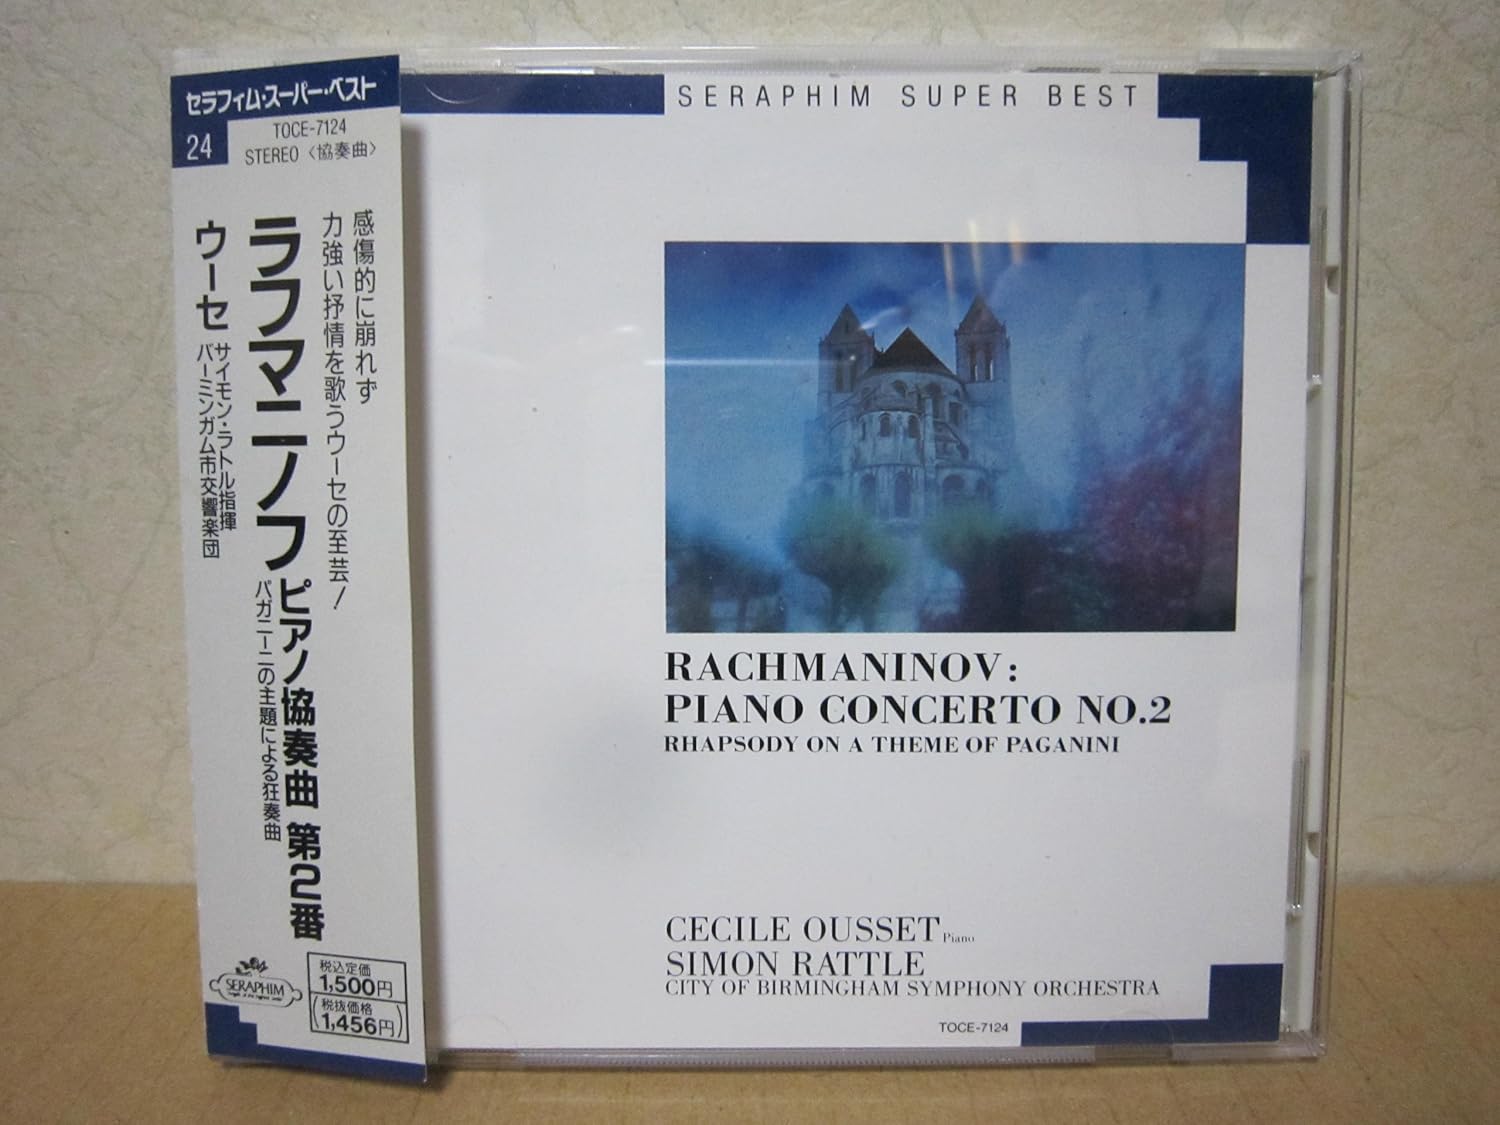 セラフィム・スーパー・ベスト
24
TOCE-7124
STEREO〈協奏曲〉
感傷的に崩れず
力強い抒情を歌うウーセの至芸!
ラフマニノフ ピアノ協奏曲 第2番
パガニーニの主題による狂奏曲
ウーセ
サイモン・ラトル指揮
バーミンガム市交響楽団
SERAPHIM
税込定価
1,500円
(税抜価格
1,456円)
SERAPHIM SUPER BEST
RACHMANINOV:
PIANO CONCERTO NO.2
RHAPSODY ON A THEME OF PAGANINI
CECILE OUSSET Piano
SIMON RATTLE
CITY OF BIRMINGHAM SYMPHONY ORCHESTRA
TOCE-7124